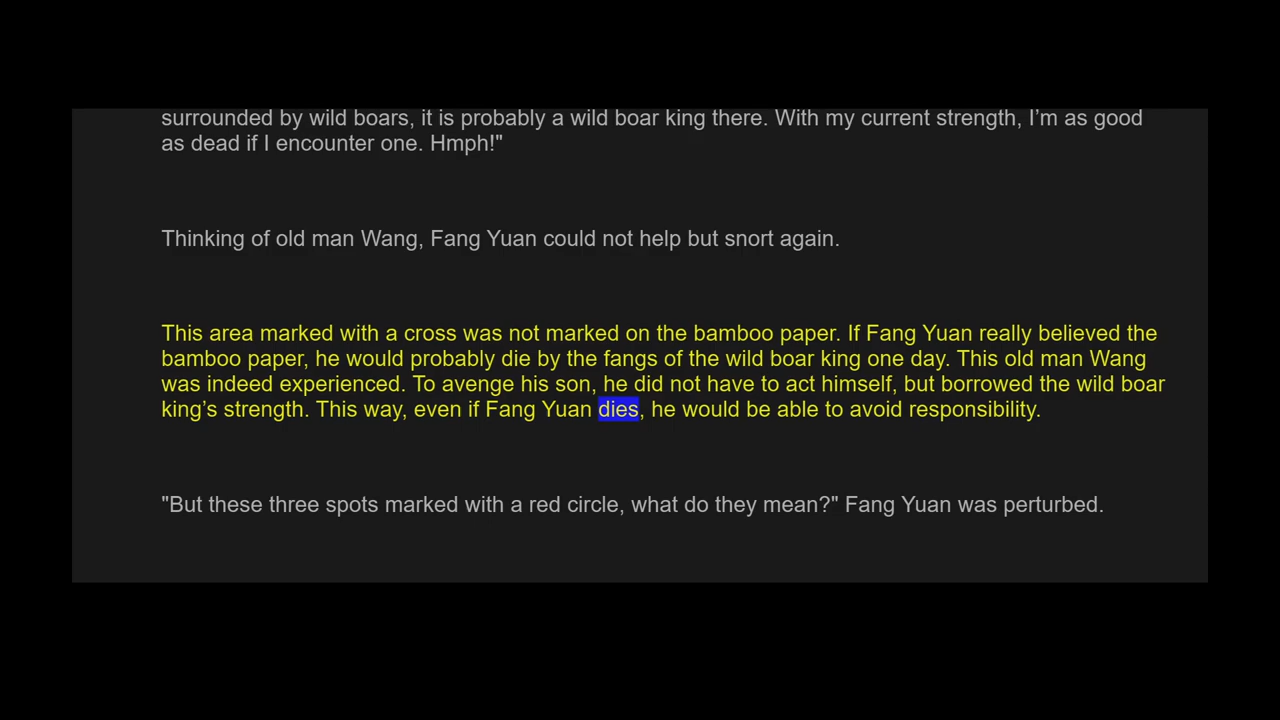 surrounded by wild boars, it is probably a wild boar king there. With my current strength, I’m as good
as dead if I encounter one. Hmph!"
Thinking of old man Wang, Fang Yuan could not help but snort again.
This area marked with a cross was not marked on the bamboo paper. If Fang Yuan really believed the
bamboo paper, he would probably die by the fangs of the wild boar king one day. This old man Wang
was indeed experienced. To avenge his son, he did not have to act himself, but borrowed the wild boar
king’s strength. This way, even if Fang Yuan dies, he would be able to avoid responsibility.
"But these three spots marked with a red circle, what do they mean?" Fang Yuan was perturbed.